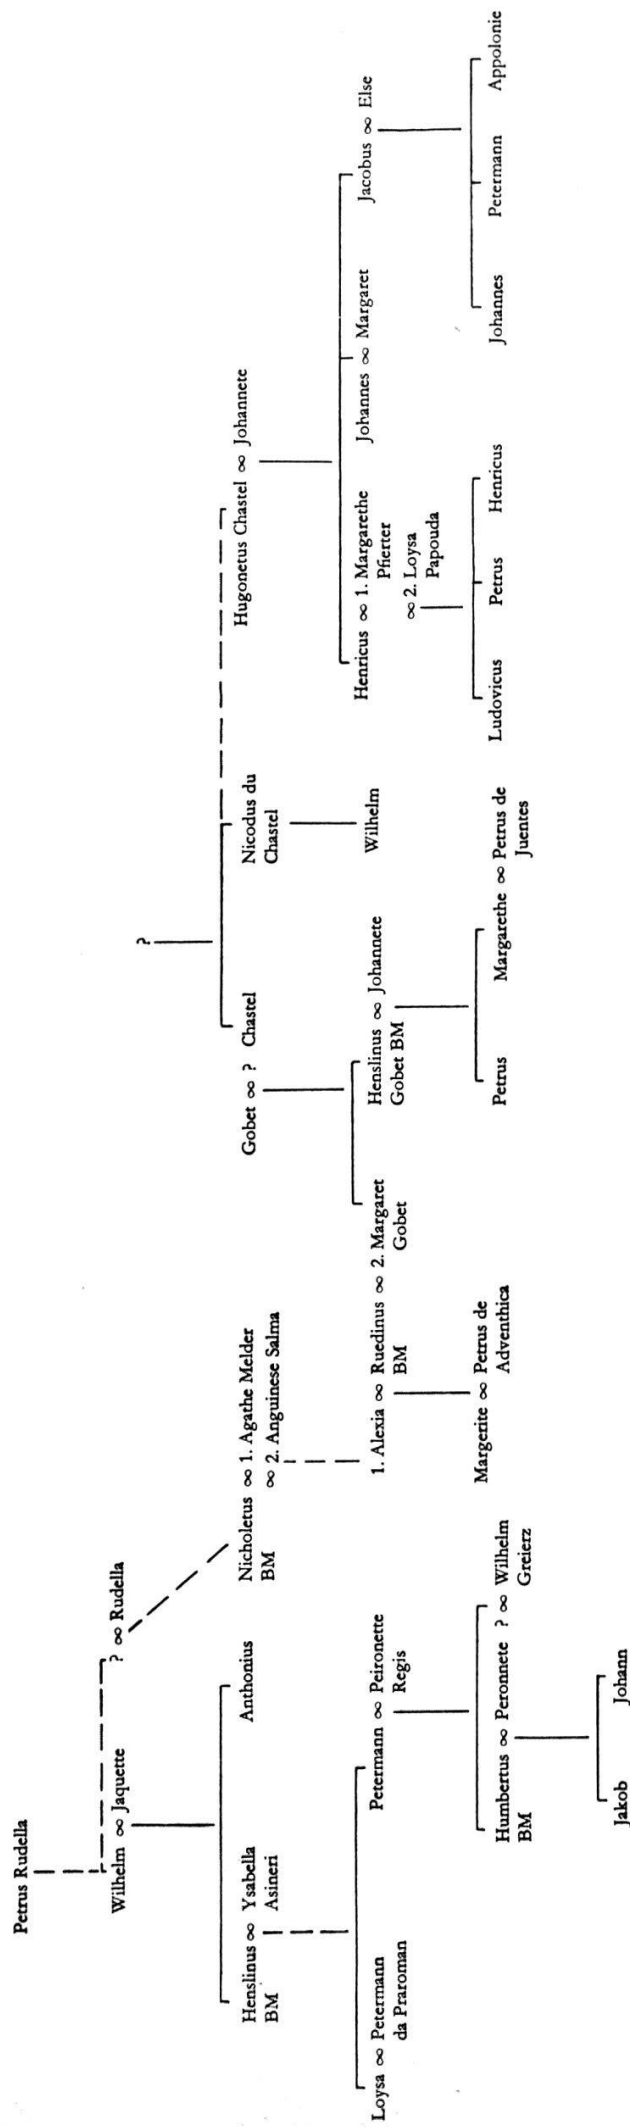 Petrus Rudella
Wilhelm ∞ Jaquette
? ∞ Rudella
Henslinus ∞ Ysabella
BM Asineri
Anthonius
Nicholetus ∞ 1. Agathe Melder
BM ∞ 2. Anguinese Salma
Gobet ∞ ?
?
Chastel
Nicodus du
Chastel
Hugonetus Chastel ∞ Johannete
Loysa ∞ Petermann
da Praroman
Petermann ∞ Peironette
Regis
1. Alexia ∞ Ruedinus ∞ 2. Margaret
BM Gobet
Henslinus ∞ Johannete
Gobet BM
Wilhelm
Henricus ∞ 1. Margarethe
Pfierter
∞ 2. Loysa
Papouda
Johannes ∞ Margaret
Jacobus ∞ Else
Humbertus ∞ Peronnete
BM
? ∞ Wilhelm
Greierz
Margerite ∞ Petrus de
Adventhica
Petrus
Margarethe ∞ Petrus de
Juentes
Ludovicus
Petrus
Henricus
Johannes
Petermann
Appolonie
Jakob
Johann